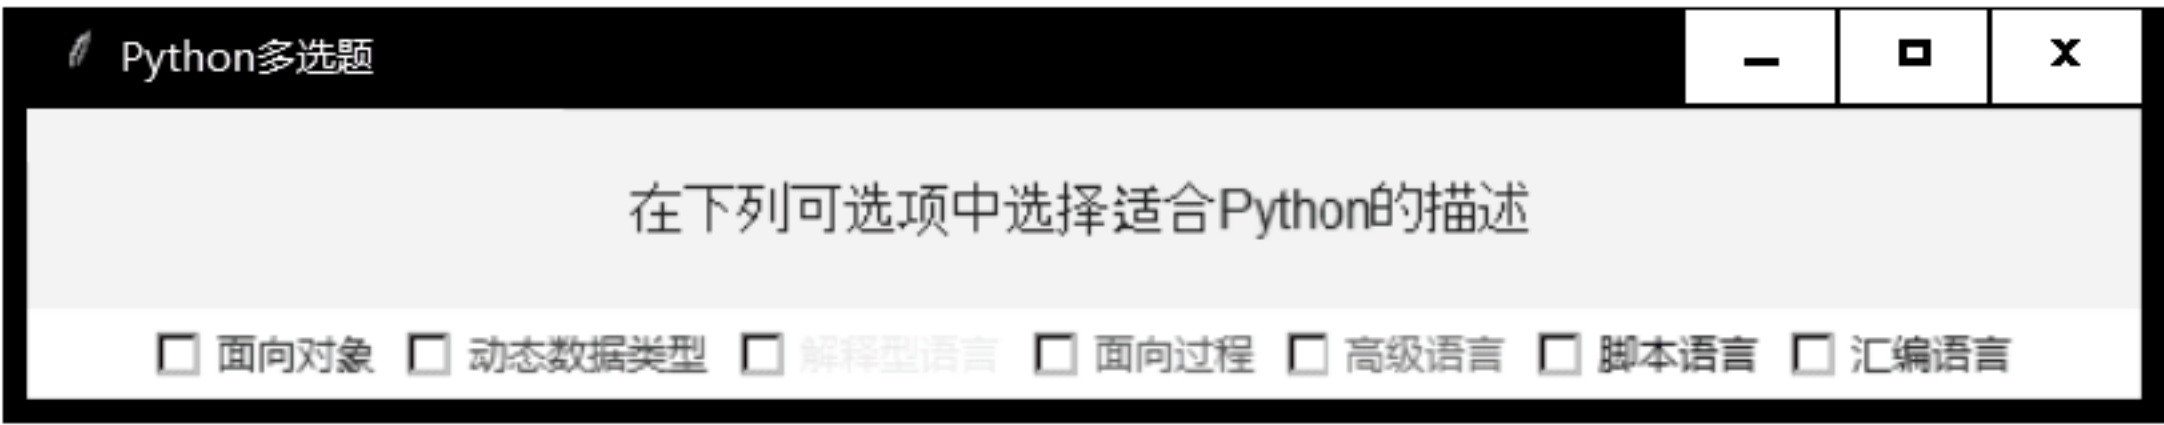 Python多选题
在下列可选项中选择适合Python的描述
面向对象 动态数据类型 解释型语言 面向过程 高级语言 脚本语言 汇编语言